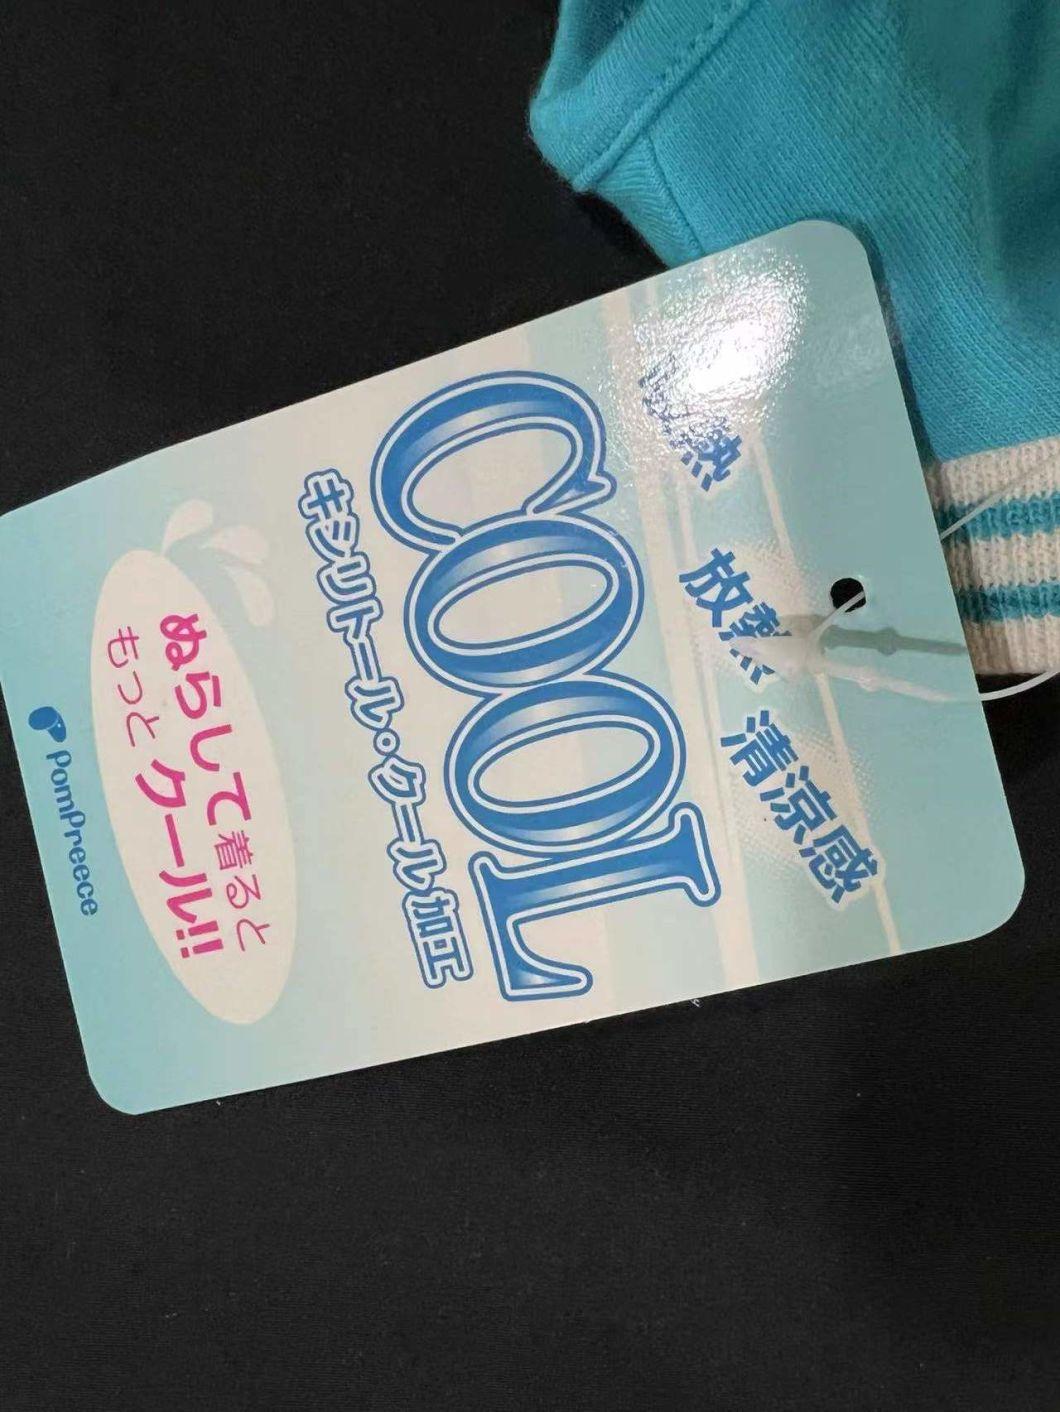 熱 放熱 清涼感
COOL
キシリトール・クール加工
ぬらして着ると
もっとクール!!
PomPreece